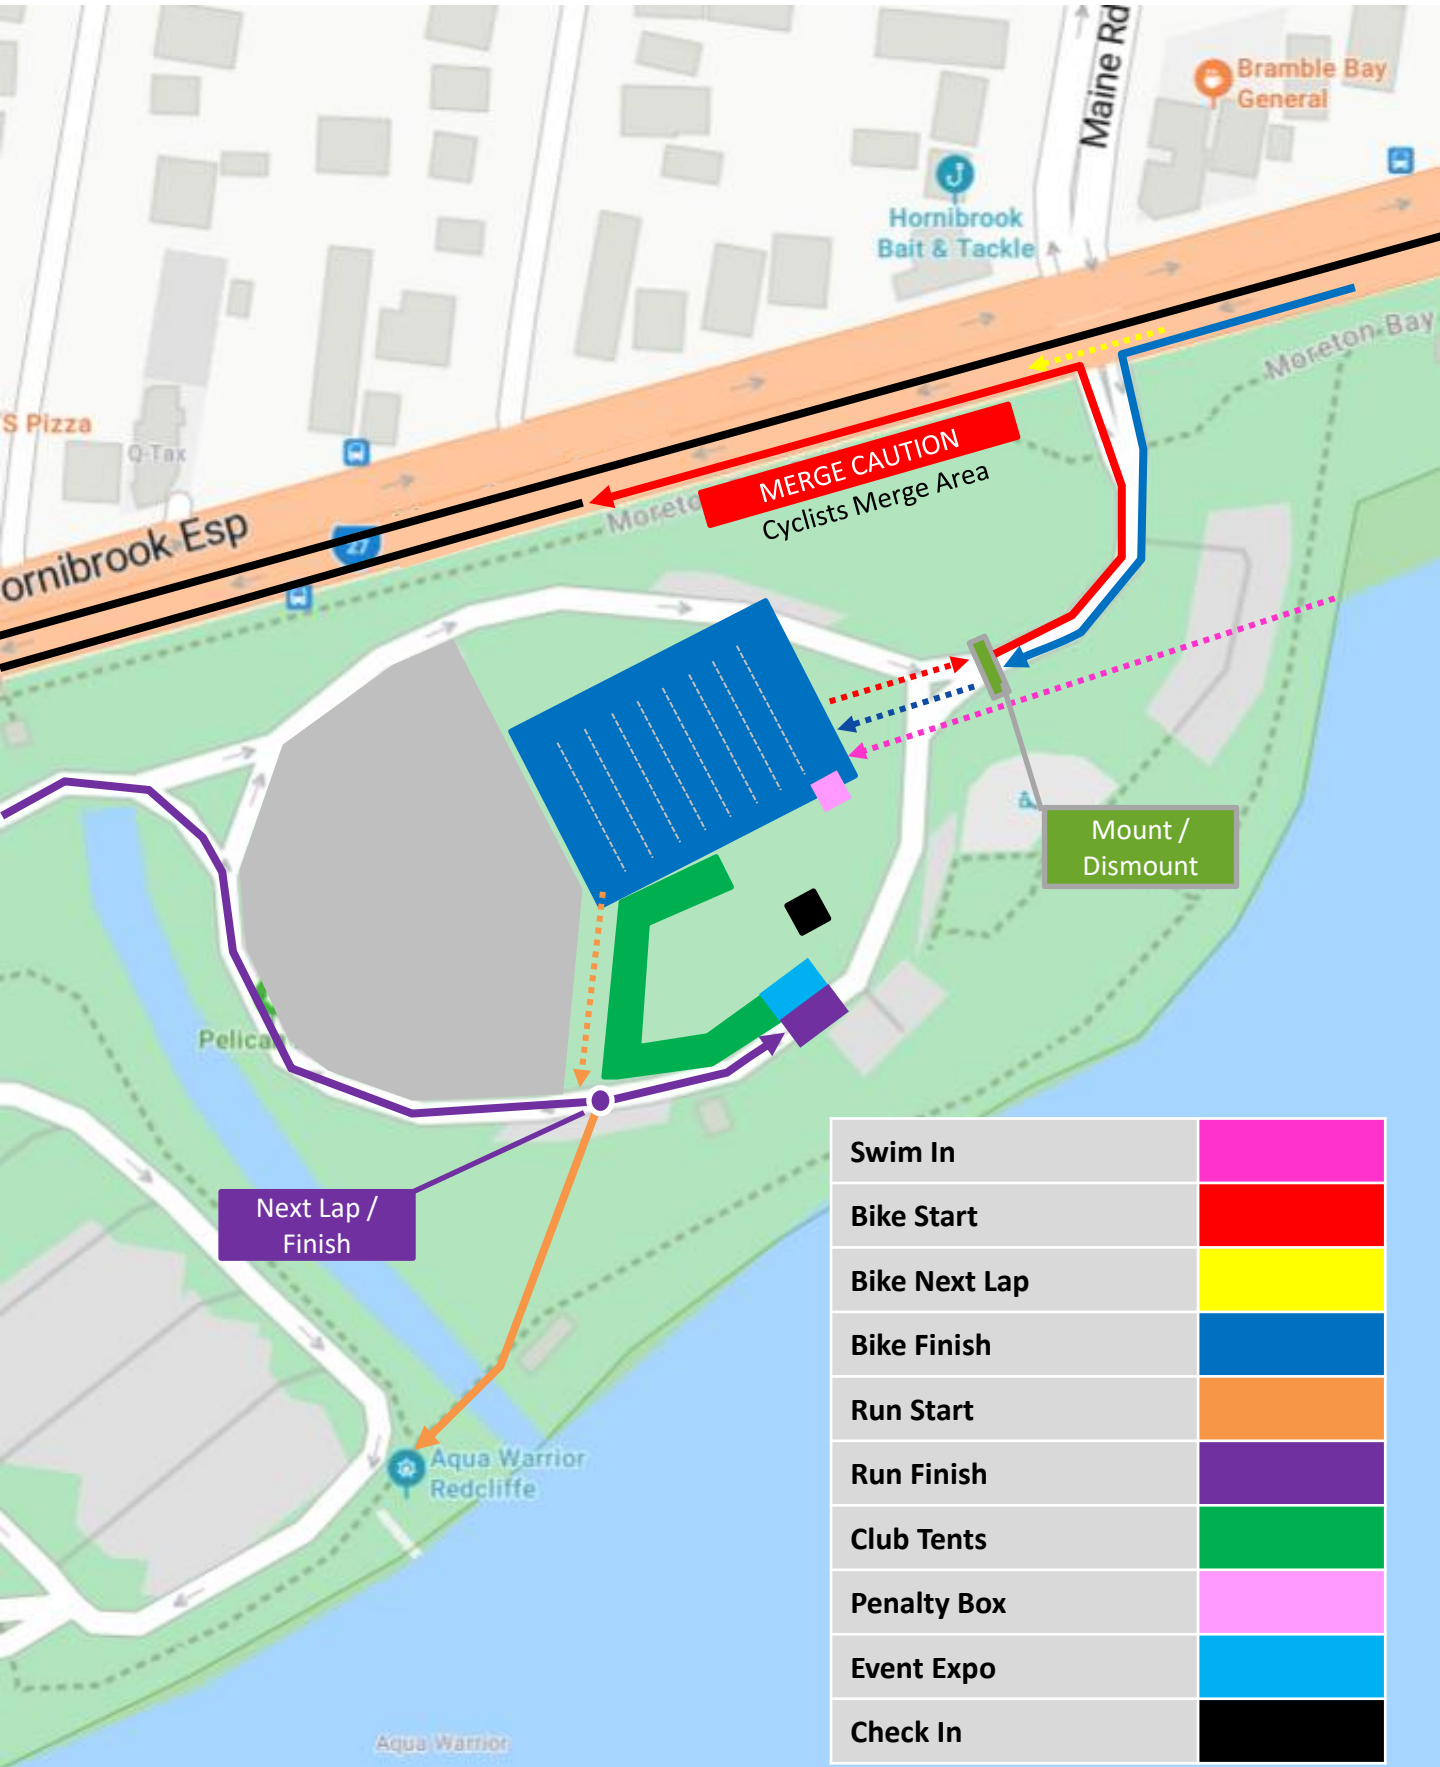 Maine Rd
Bramble Bay
General
Hornibrook
Bait & Tackle
Moreton-Bay
S Pizza
Q-Tax
MERGE CAUTION
Cyclists Merge Area
Moreto
ornibrook Esp
27
Mount /
Dismount
Pelican
Next Lap /
Finish
Aqua Warrior
Redcliffe
Aqua Warrior
Swim In
Bike Start
Bike Next Lap
Bike Finish
Run Start
Run Finish
Club Tents
Penalty Box
Event Expo
Check In